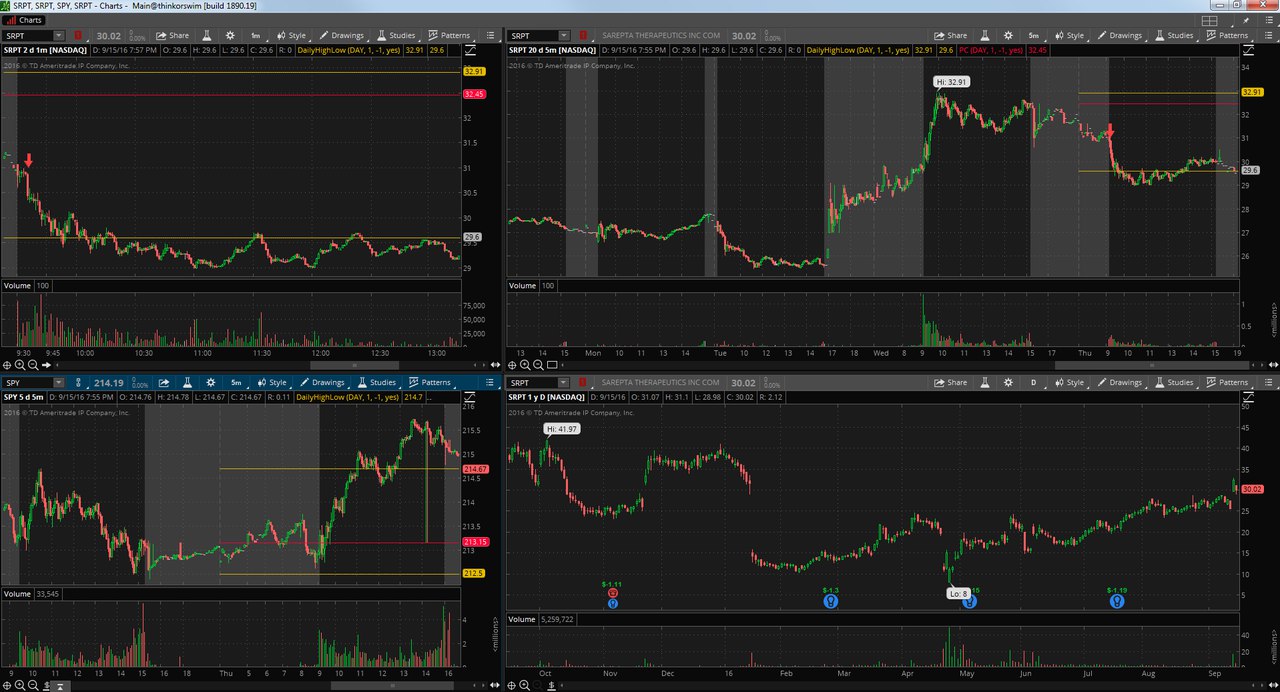 SRPT, SRPT, SPY, SRPT - Charts - Main@thinkorswim [build 1890.19]
Charts
SRPT 30.02 0.00% Share 1m Style Drawings Studies Patterns
SRPT 2 d 1m [NASDAQ] D: 9/15/16 7:57 PM O: 29.6 H: 29.6 L: 29.6 C: 29.6 R: 0 DailyHighLow (DAY, 1, -1, yes) 32.91 29.6
2016 © TD Ameritrade IP Company, Inc.
32.91
32.45
32
31.5
31
30.5
30
29.6
29.5
29
Volume 100
75,000
50,000
25,000
9:30 9:45 10:00 10:30 11:00 11:30 12:00 12:30 13:00
SRPT SAREPTA THERAPEUTICS INC COM 30.02 0.00% Share 5m Style Drawings Studies Patterns
SRPT 20 d 5m [NASDAQ] D: 9/15/16 7:55 PM O: 29.6 H: 29.6 L: 29.6 C: 29.6 R: 0 DailyHighLow (DAY, 1, -1, yes) 32.91 29.6 PC (DAY, 1, -1, yes) 32.45
2016 © TD Ameritrade IP Company, Inc.
Hi: 32.91
34
32.91
32
31
30
29.6
29
28
27
26
Volume 100
1
0.5
<millions>
13 14 15 Mon 10 11 13 14 Tue 10 11 12 13 14 17 18 Wed 8 9 10 11 12 13 14 15 17 Thu 9 10 11 12 13 14 15 19
SPY 214.19 0.00% 5m Style Drawings Studies Patterns
SPY 5 d 5m D: 9/15/16 7:55 PM O: 214.76 H: 214.78 L: 214.67 C: 214.67 R: 0.11 DailyHighLow (DAY, 1, -1, yes) 214.7 ...
2016 © TD Ameritrade IP Company, Inc.
216
215.5
215
214.67
214.5
214
213.5
213.15
213
212.5
Volume 33,545
4
2
0
<millions>
9 10 11 12 13 14 15 16 17 18 Thu 5 6 7 8 9 10 11 12 13 14 16
SRPT SAREPTA THERAPEUTICS INC COM 30.02 0.00% Share D Style Drawings Studies Patterns
SRPT 1 y D [NASDAQ] D: 9/15/16 O: 31.07 H: 31.1 L: 28.98 C: 30.02 R: 2.12
2016 © TD Ameritrade IP Company, Inc.
Hi: 41.97
50
45
40
35
30.02
25
20
15
10
5
$-1.11
$-1.3
Lo: 8
15
$-1.19
Volume 5,259,722
40
20
<millions>
Oct Nov Dec 16 Feb Mar Apr May Jun Jul Aug Sep